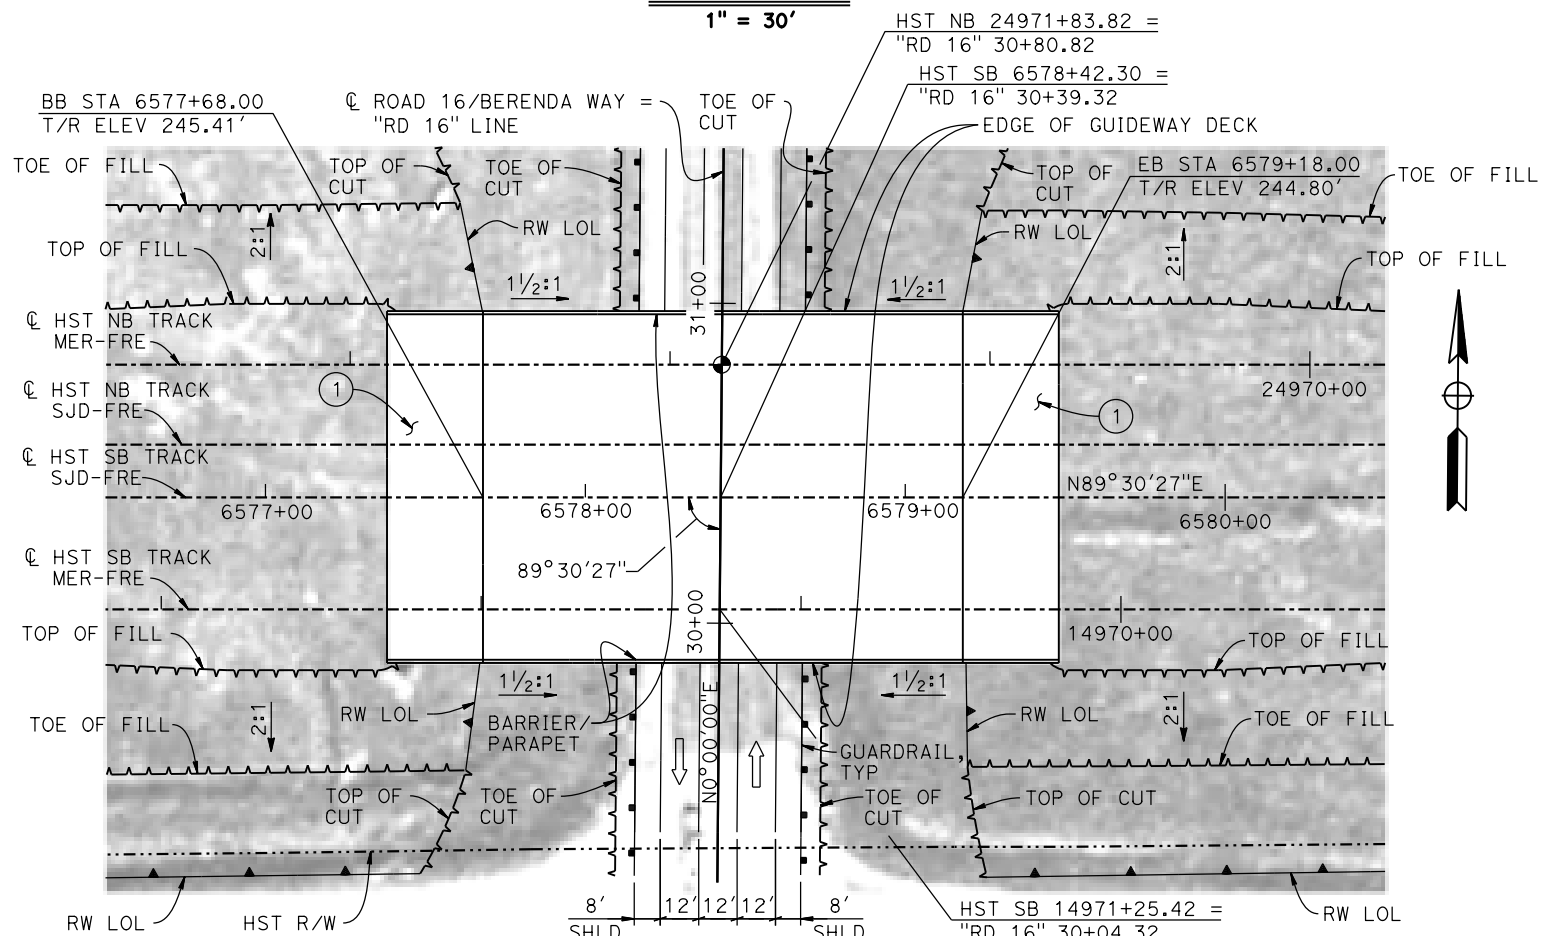 1" = 30'
HST NB 24971+83.82 =
"RD 16" 30+80.82
HST SB 6578+42.30 =
"RD 16" 30+39.32
BB STA 6577+68.00
T/R ELEV 245.41'
℄ ROAD 16/BERENDA WAY =
"RD 16" LINE
TOE OF
CUT
EDGE OF GUIDEWAY DECK
EB STA 6579+18.00
T/R ELEV 244.80'
TOE OF FILL
TOP OF
CUT
TOE OF
CUT
TOP OF
CUT
TOE OF FILL
RW LOL
RW LOL
2:1
2:1
TOP OF FILL
TOP OF FILL
1½:1
1½:1
31+00
℄ HST NB TRACK
MER-FRE
24970+00
℄ HST NB TRACK
SJD-FRE
1
1
℄ HST SB TRACK
SJD-FRE
N89°30'27"E
6577+00
6578+00
6579+00
6580+00
89°30'27"
℄ HST SB TRACK
MER-FRE
30+00
14970+00
TOP OF FILL
TOP OF FILL
1½:1
1½:1
N0°00'00"E
2:1
2:1
RW LOL
RW LOL
TOE OF FILL
TOE OF FILL
BARRIER/
PARAPET
GUARDRAIL,
TYP
TOP OF
CUT
TOE OF
CUT
TOE OF
CUT
TOP OF CUT
8'
SHLD
12'
12'
12'
8'
SHLD
RW LOL
HST R/W
HST SB 14971+25.42 =
"RD 16" 30+04.32
RW LOL